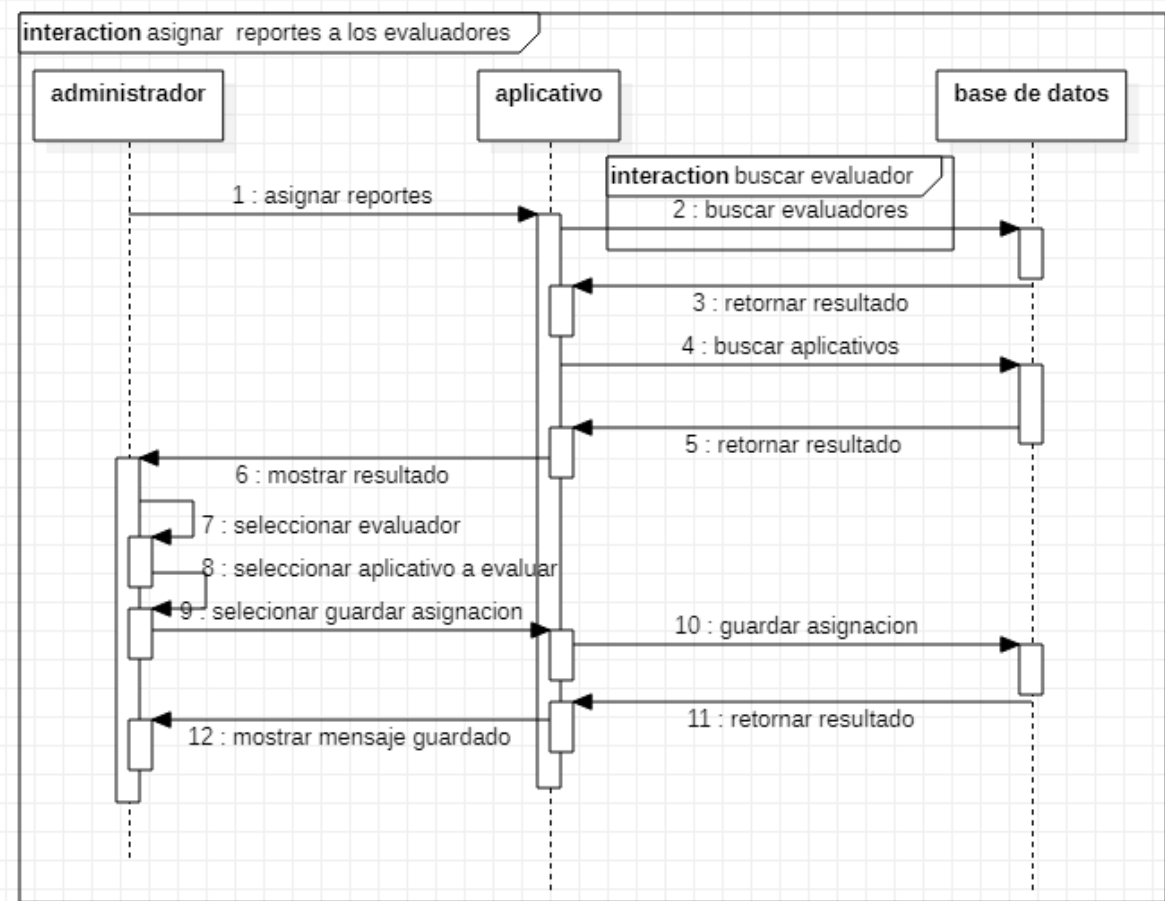 interaction asignar reportes a los evaluadores
administrador
aplicativo
base de datos
interaction buscar evaluador
1 : asignar reportes
2 : buscar evaluadores
3 : retornar resultado
4 : buscar aplicativos
5 : retornar resultado
6 : mostrar resultado
7 : seleccionar evaluador
8 : seleccionar aplicativo a evaluar
9 : selecionar guardar asignacion
10 : guardar asignacion
11 : retornar resultado
12 : mostrar mensaje guardado